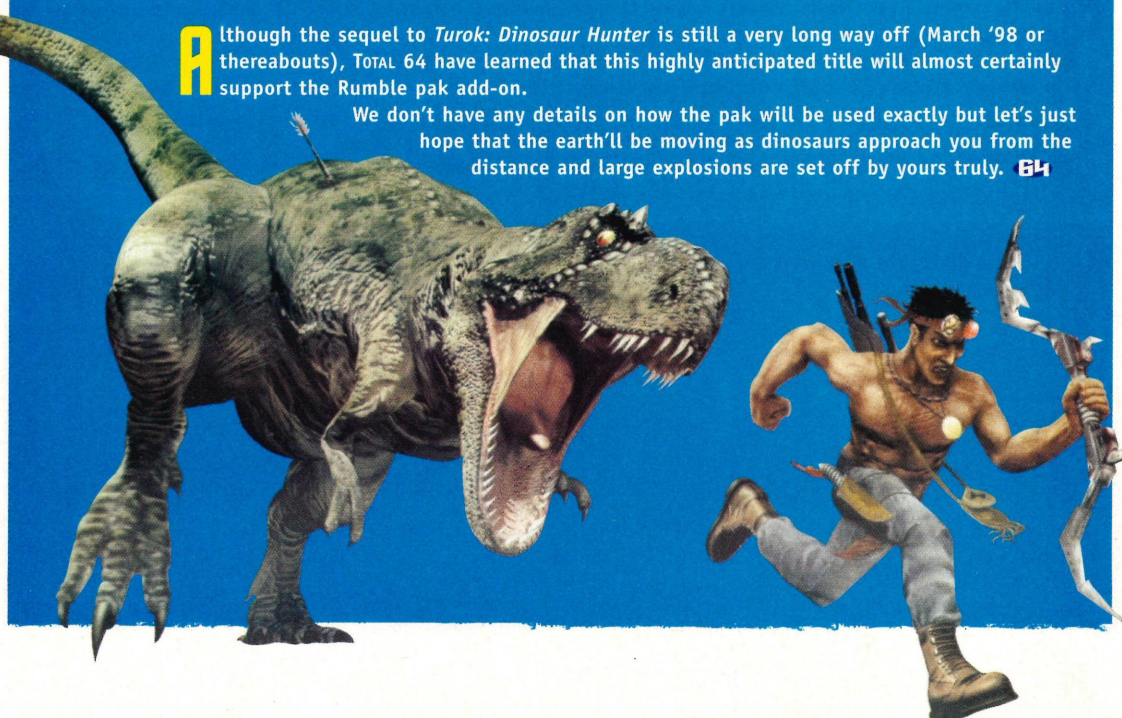 Although the sequel to Turok: Dinosaur Hunter is still a very long way off (March '98 or
thereabouts), TOTAL 64 have learned that this highly anticipated title will almost certainly
support the Rumble pak add-on.
We don't have any details on how the pak will be used exactly but let's just
hope that the earth'll be moving as dinosaurs approach you from the
distance and large explosions are set off by yours truly. 64